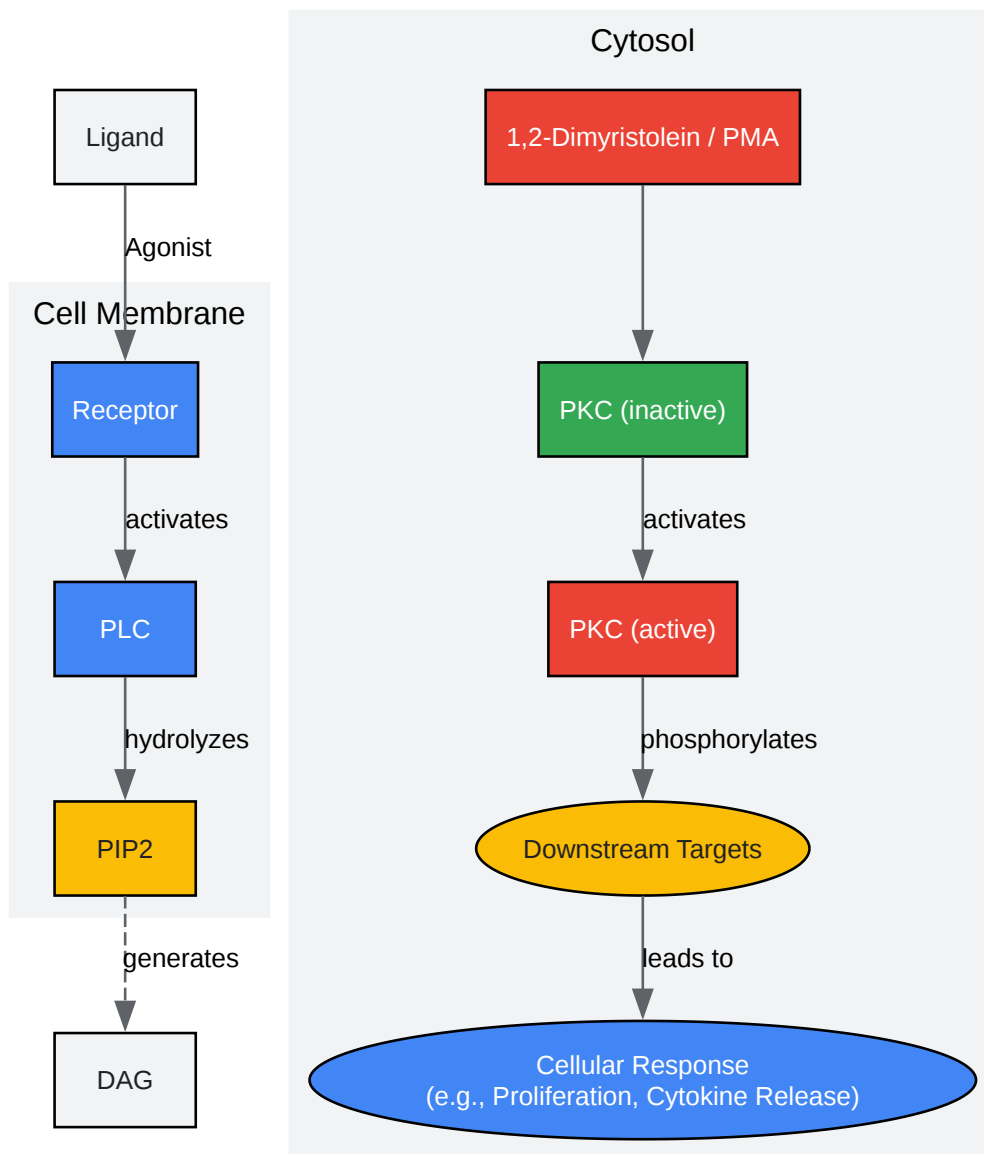 Cytosol
Ligand
1,2-Dimyristolein / PMA
Agonist
Cell Membrane
Receptor
PKC (inactive)
activates
activates
PLC
PKC (active)
hydrolyzes
phosphorylates
PIP2
Downstream Targets
generates
leads to
DAG
Cellular Response
(e.g., Proliferation, Cytokine Release)